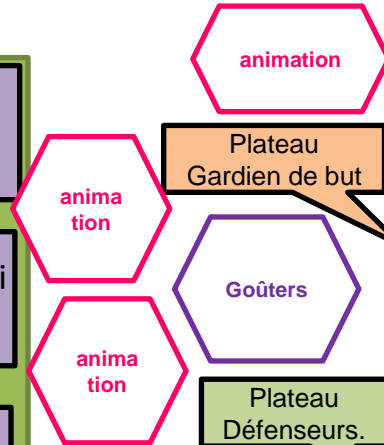 animation
Plateau
Gardien de but
anima
tion
i
Goûters
anima
tion
Plateau
Défenseurs.